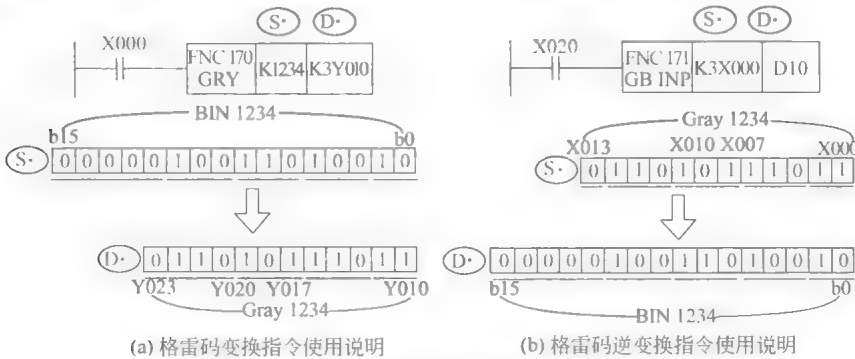 S· D·
X000
FNC 170 GRY K1234 K3Y010
BIN 1234
b15 b0
S· 0 0 0 0 0 1 0 0 1 1 0 1 0 0 1 0
D· 0 1 1 0 1 0 1 1 1 0 1 1
Y023 Y020 Y017 Y010
Gray 1234
(a) 格雷码变换指令使用说明
S· D·
X020
FNC 171 GB INP K3X000 D10
Gray 1234
X013 X010 X007 X000
S· 0 1 1 0 1 0 1 1 1 0 1 1
D· 0 0 0 0 0 1 0 0 1 1 0 1 0 0 1 0
b15 b0
BIN 1234
(b) 格雷码逆变换指令使用说明